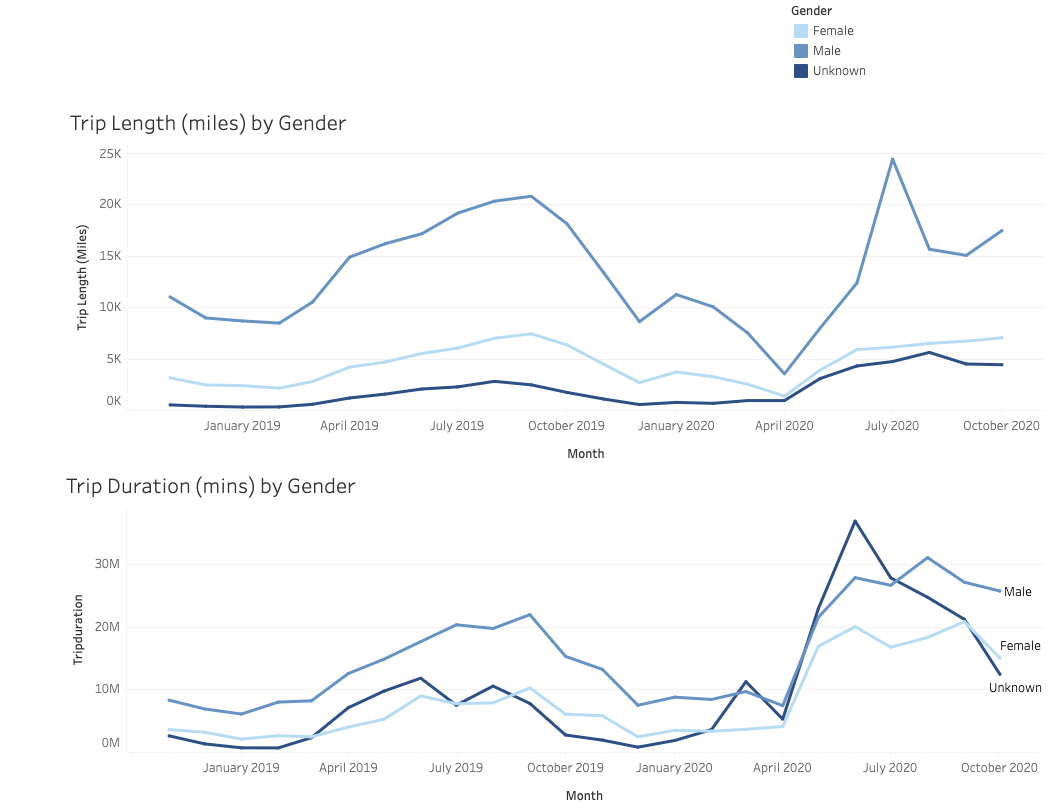 Gender
Female
Male
Unknown
Trip Length (miles) by Gender
25K
20K
15K
10K
5K
0K
Trip Length (Miles)
January 2019 April 2019 July 2019 October 2019 January 2020 April 2020 July 2020 October 2020
Month
Trip Duration (mins) by Gender
30M
20M
10M
0M
Tripduration
Male
Female
Unknown
January 2019 April 2019 July 2019 October 2019 January 2020 April 2020 July 2020 October 2020
Month